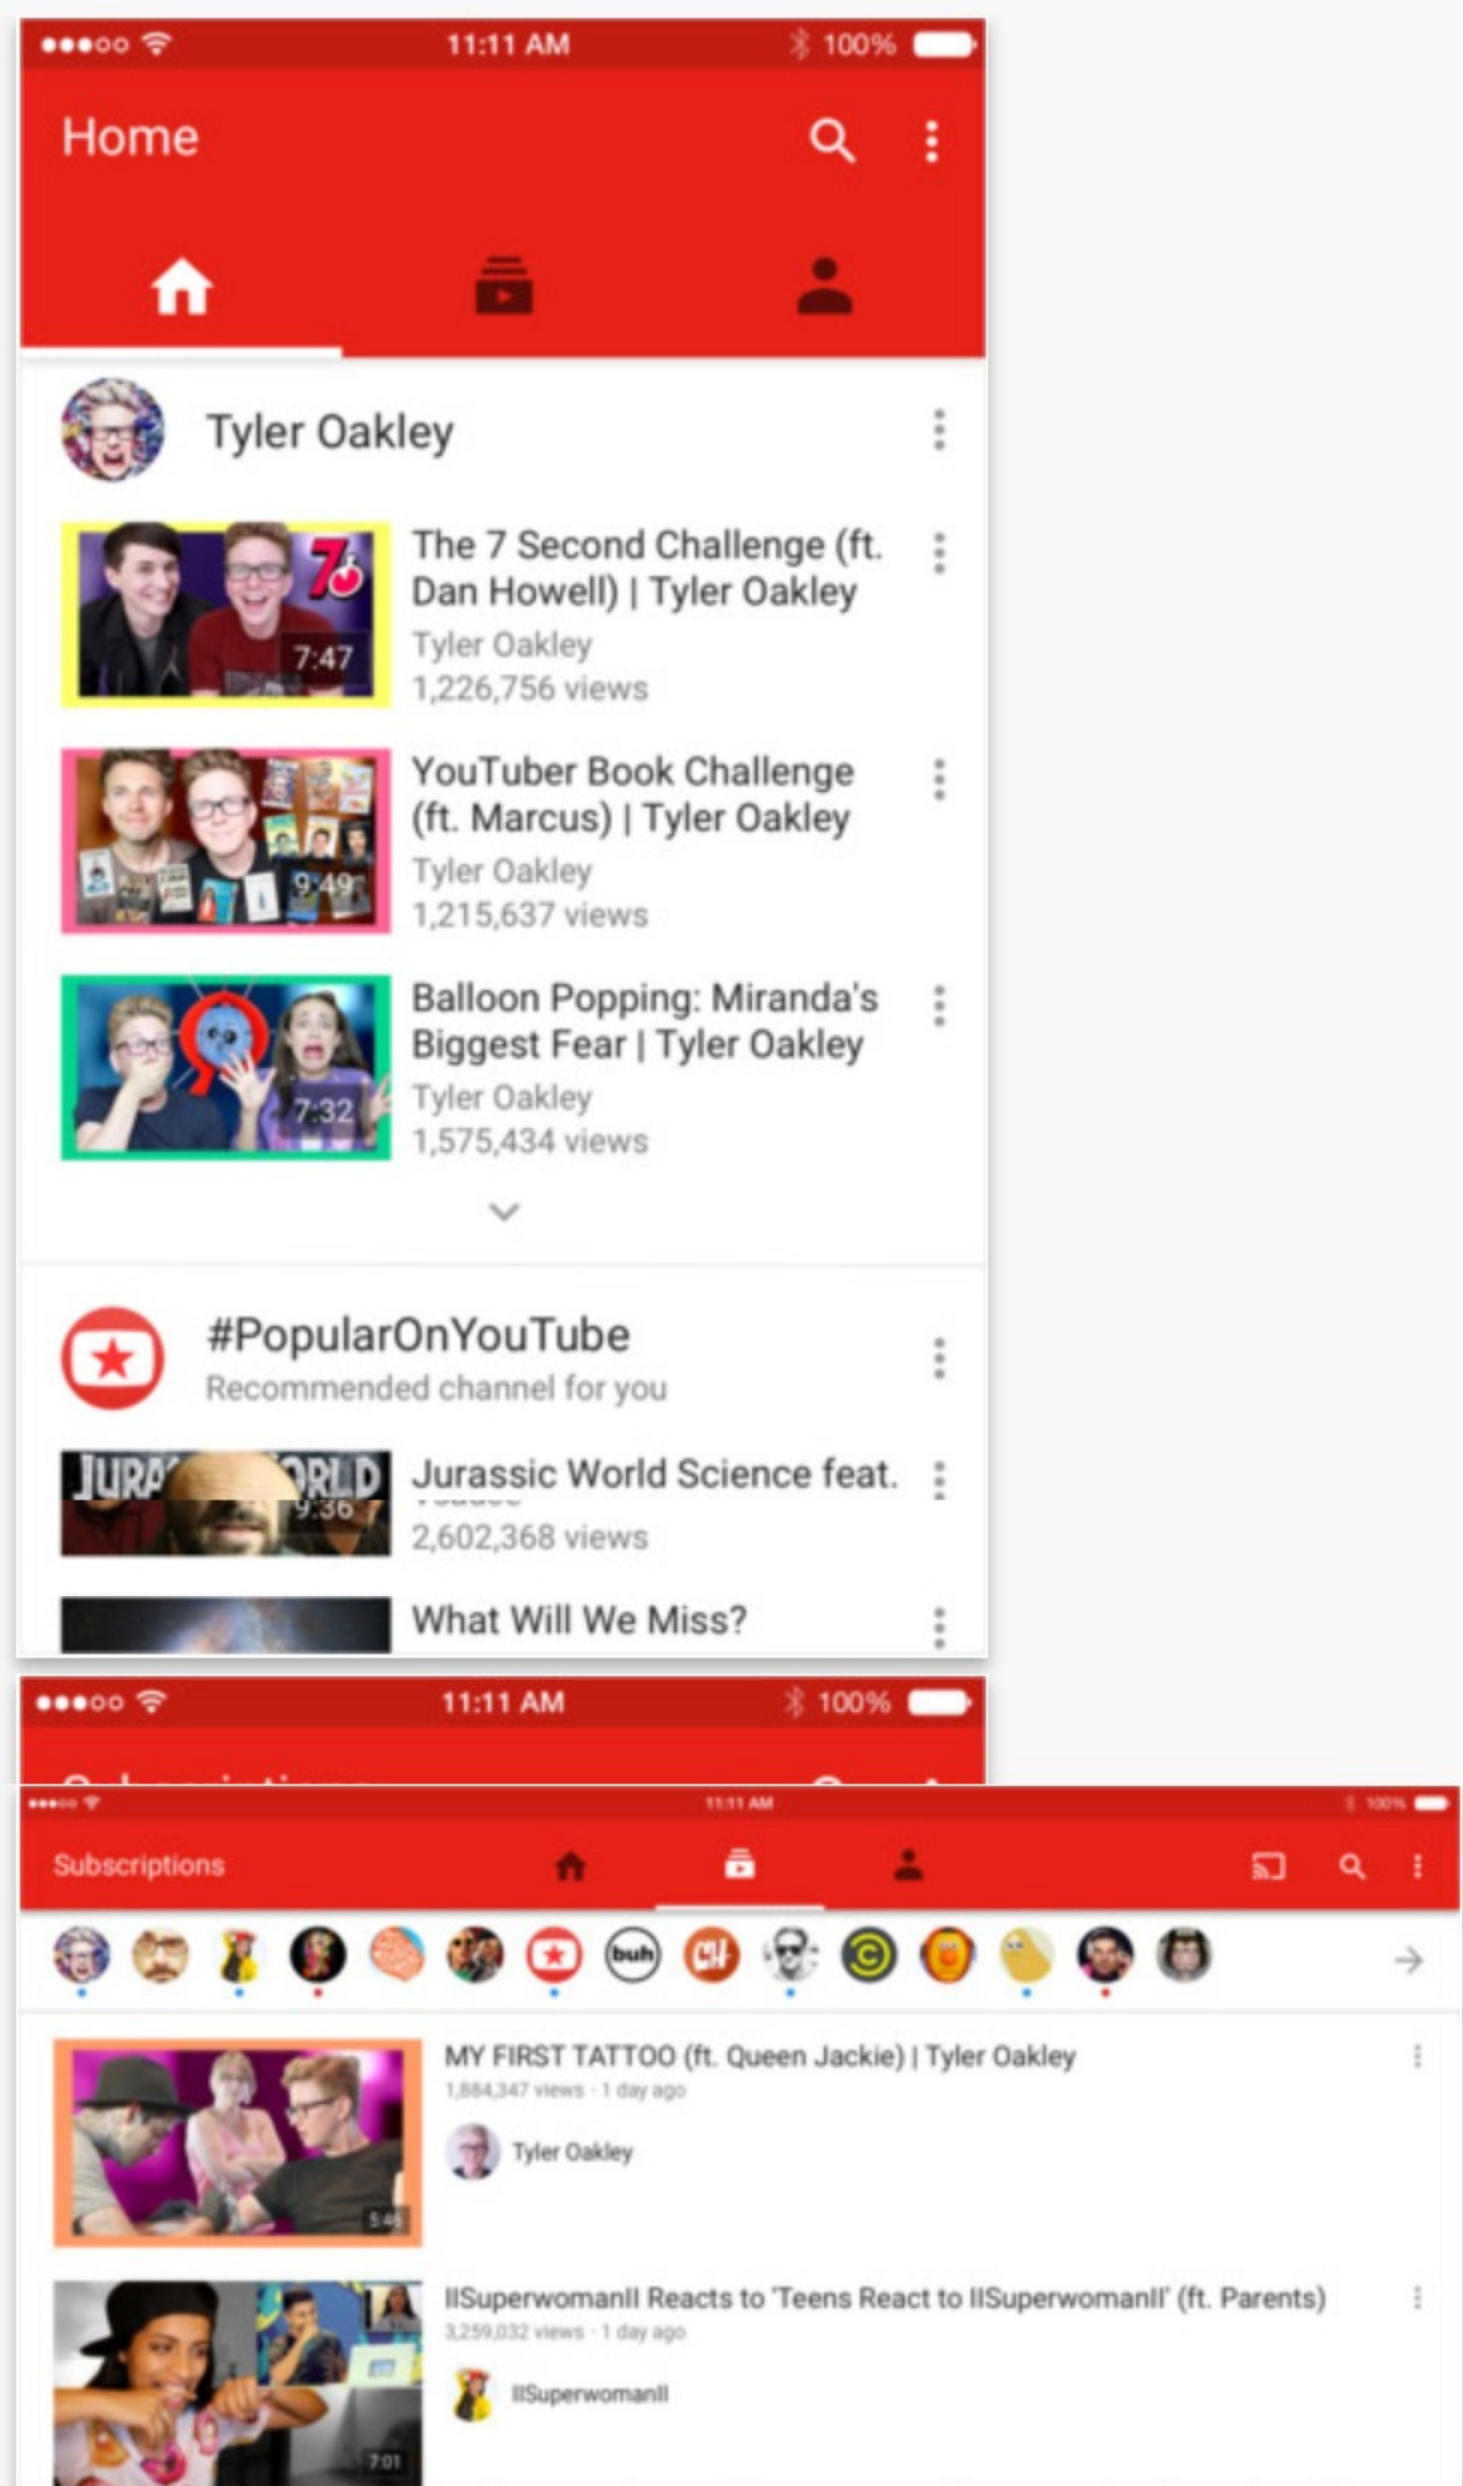 11:11 AM 100%
Home
Tyler Oakley
The 7 Second Challenge (ft.
Dan Howell) | Tyler Oakley
Tyler Oakley
1,226,756 views
7:47
YouTuber Book Challenge
(ft. Marcus) | Tyler Oakley
Tyler Oakley
1,215,637 views
9:49
Balloon Popping: Miranda's
Biggest Fear | Tyler Oakley
Tyler Oakley
1,575,434 views
7:32
#PopularOnYouTube
Recommended channel for you
Jurassic World Science feat.
2,602,368 views
9:36
What Will We Miss?
11:11 AM 100%
11:11 AM 100%
Subscriptions
buh
CH
MY FIRST TATTOO (ft. Queen Jackie) | Tyler Oakley
1,884,347 views · 1 day ago
Tyler Oakley
5:46
IISuperwomanII Reacts to 'Teens React to IISuperwomanII' (ft. Parents)
3,259,032 views · 1 day ago
IISuperwomanII
7:01